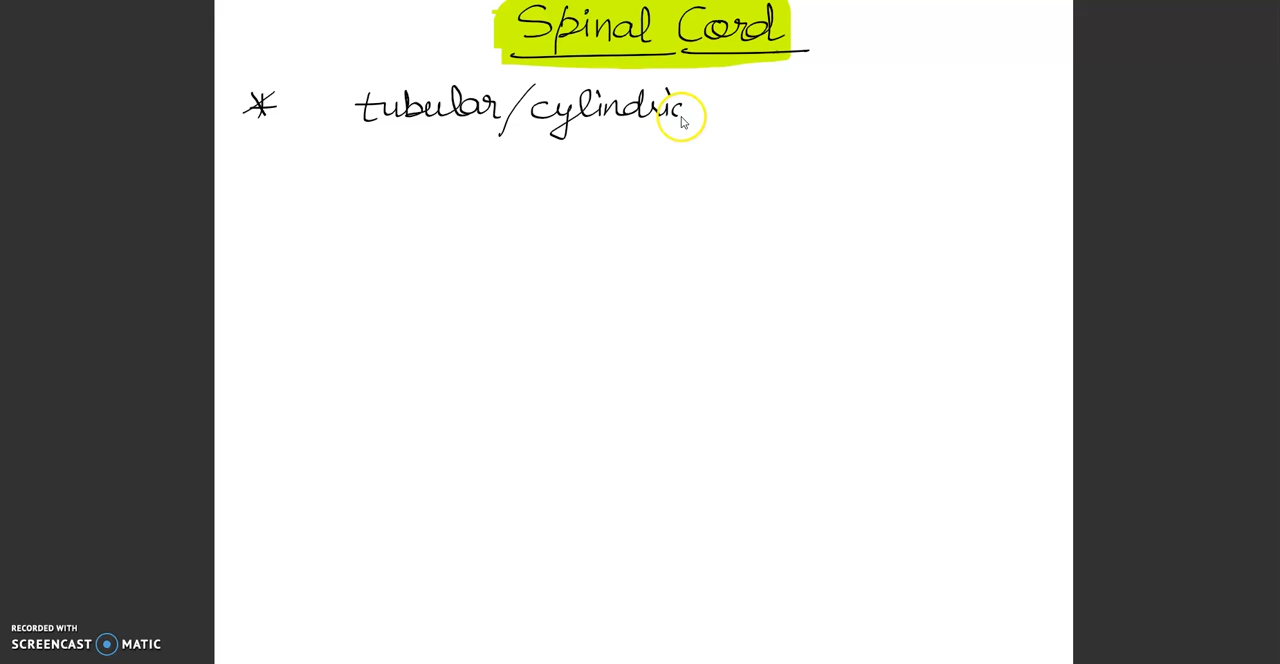 Spinal Cord
* tubular/cylindric
RECORDED WITH
SCREENCAST MATIC